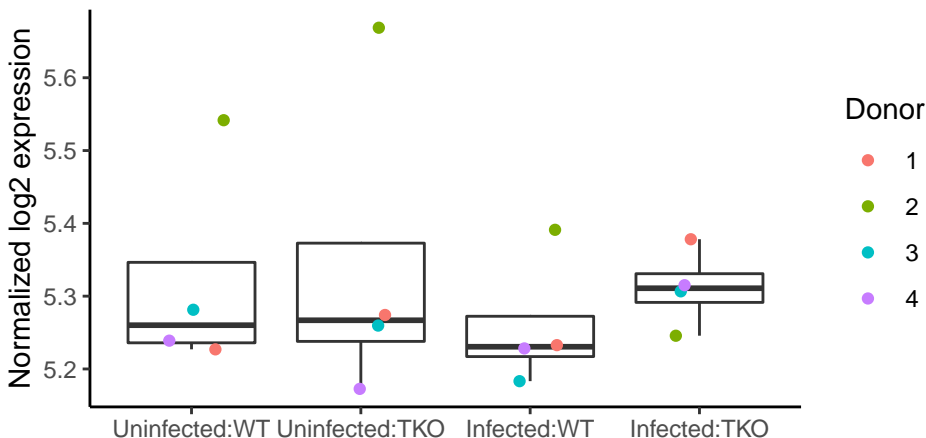 Normalized log2 expression
5.6
5.5
5.4
5.3
5.2
Uninfected:WT
Uninfected:TKO
Infected:WT
Infected:TKO
Donor
1
2
3
4